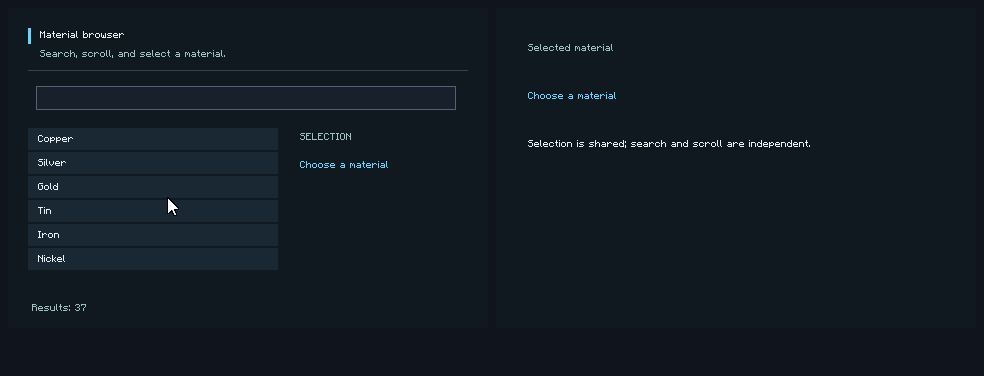 Material browser
Search, scroll, and select a material.
Copper
Silver
Gold
Tin
Iron
Nickel
SELECTION
Choose a material
Results: 37
Selected material
Choose a material
Selection is shared; search and scroll are independent.